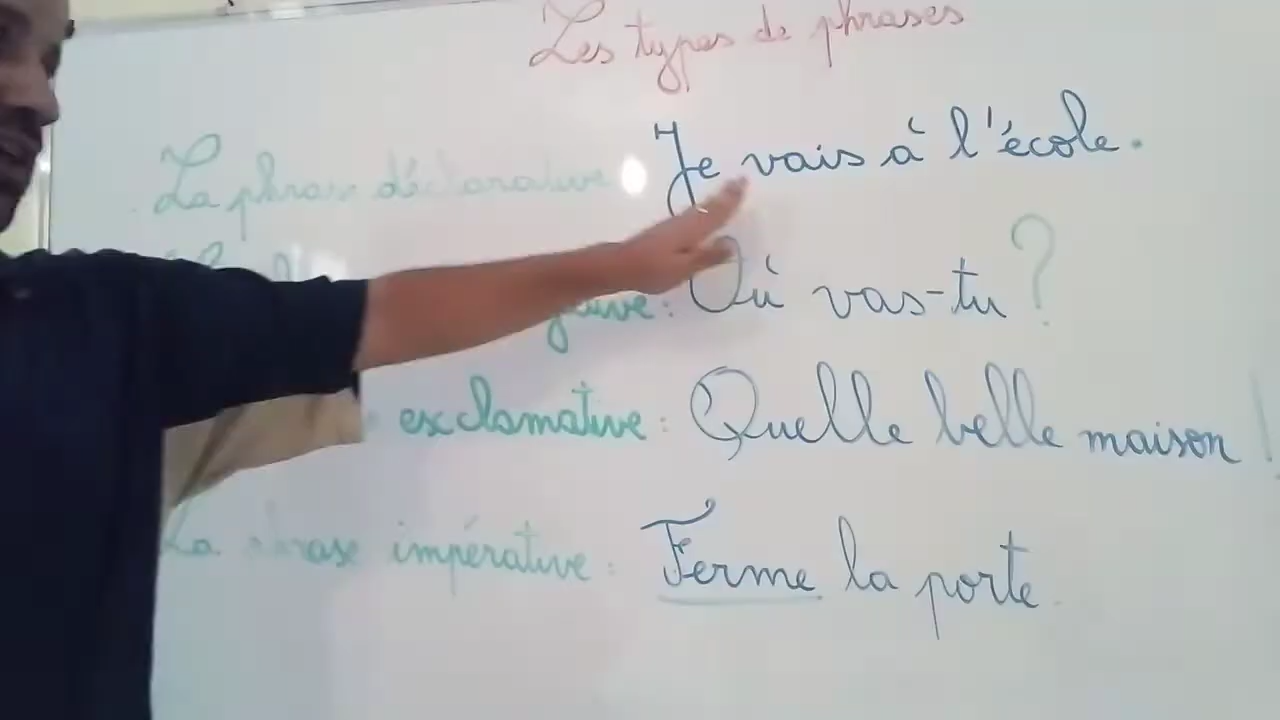 Les types de phrases
La phrase déclarative Je vais à l'école.
: Où vas-tu ?
exclamative : Quelle belle maison !
La phrase impérative : Ferme la porte.